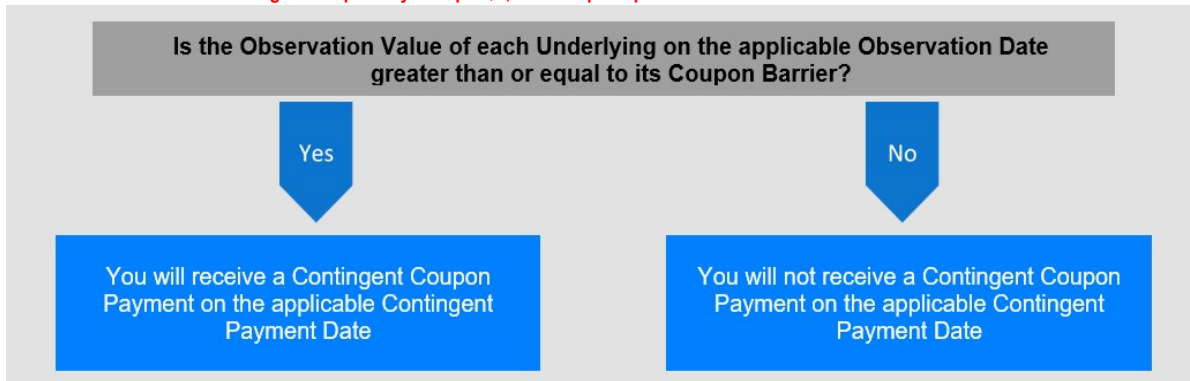 Is the Observation Value of each Underlying on the applicable Observation Date
greater than or equal to its Coupon Barrier?
Yes
No
You will receive a Contingent Coupon
Payment on the applicable Contingent
Payment Date
You will not receive a Contingent Coupon
Payment on the applicable Contingent
Payment Date